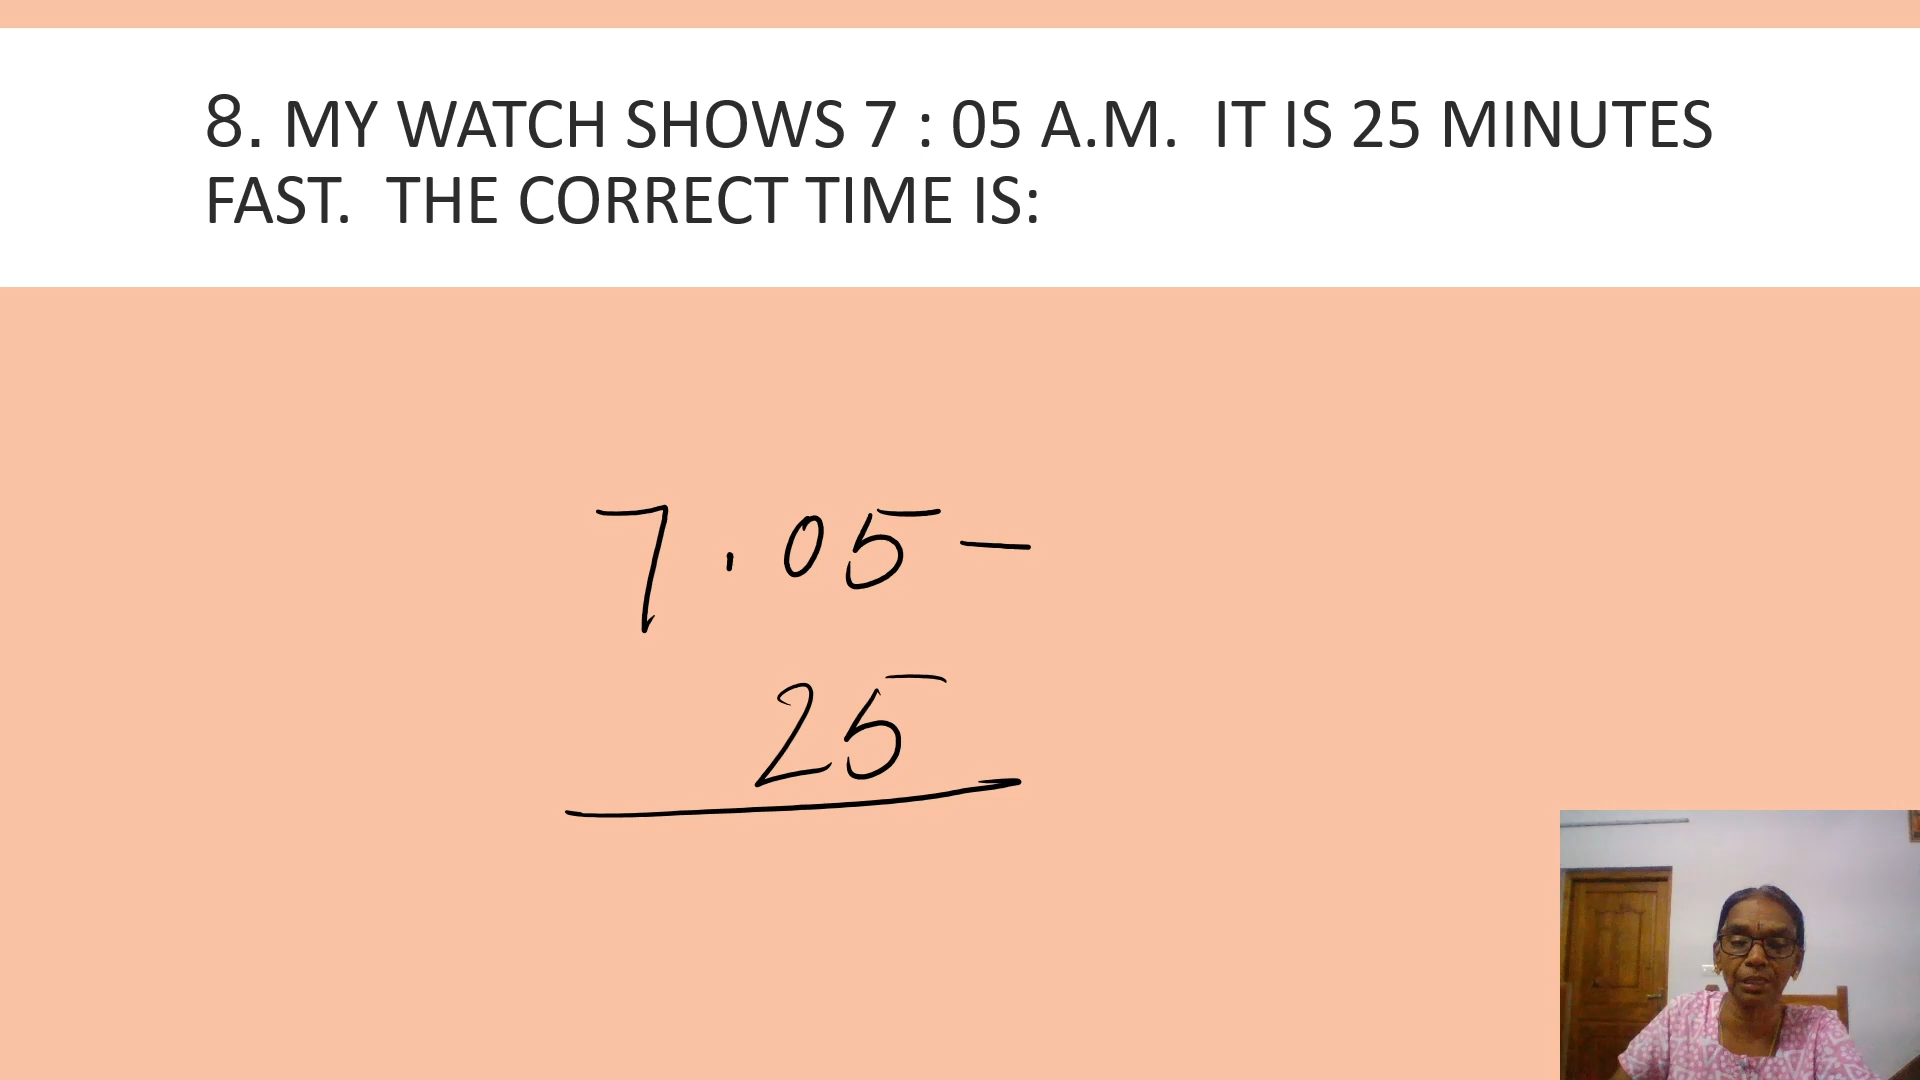 8. MY WATCH SHOWS 7 : 05 A.M. IT IS 25 MINUTES
FAST. THE CORRECT TIME IS:
7.05 –
25